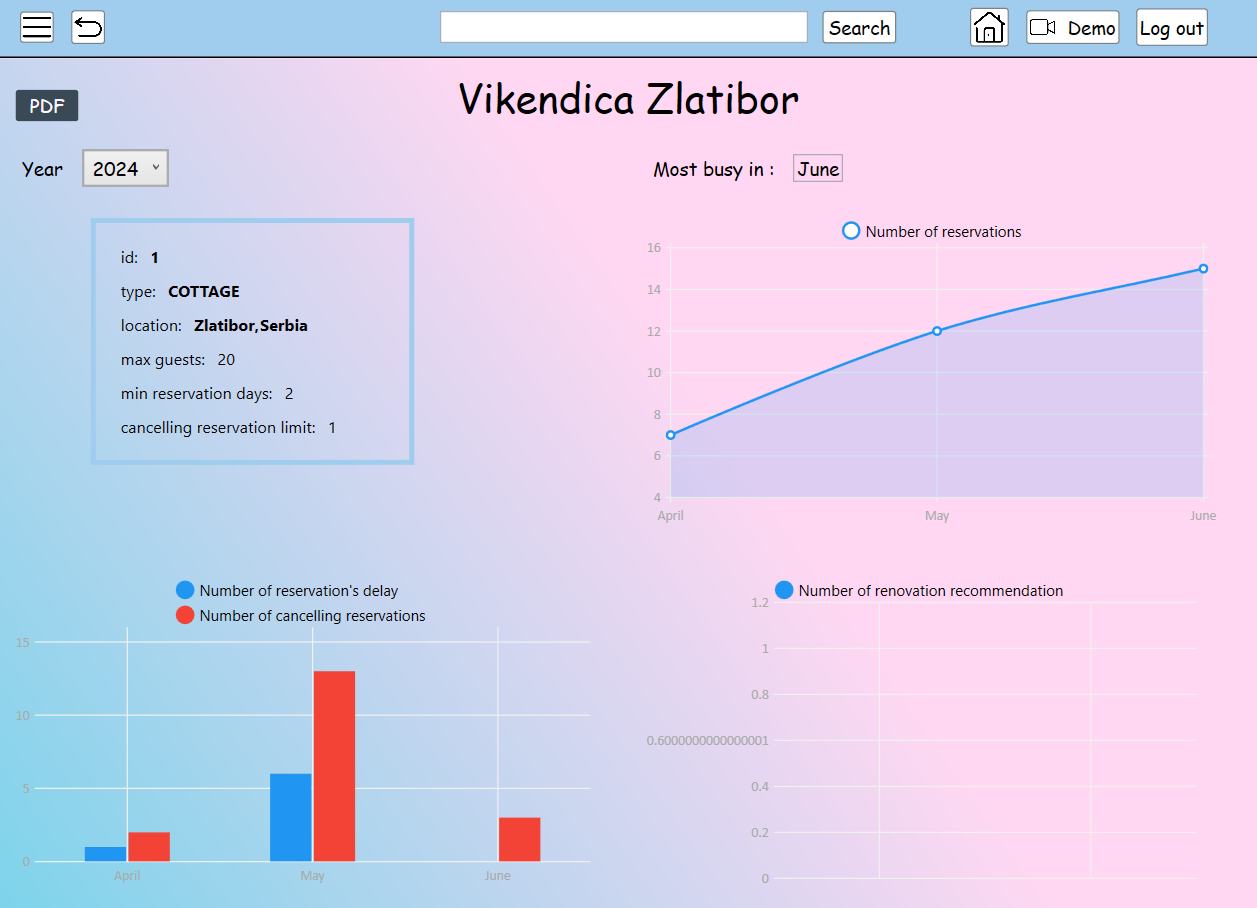 Search
Demo
Log out
PDF
Vikendica Zlatibor
Year 2024
Most busy in : June
id: 1
type: COTTAGE
location: Zlatibor,Serbia
max guests: 20
min reservation days: 2
cancelling reservation limit: 1
Number of reservations
16
14
12
10
8
6
4
April May June
Number of reservation's delay
Number of cancelling reservations
15
10
5
0
April May June
Number of renovation recommendation
1.2
1
0.8
0.6000000000000001
0.4
0.2
0